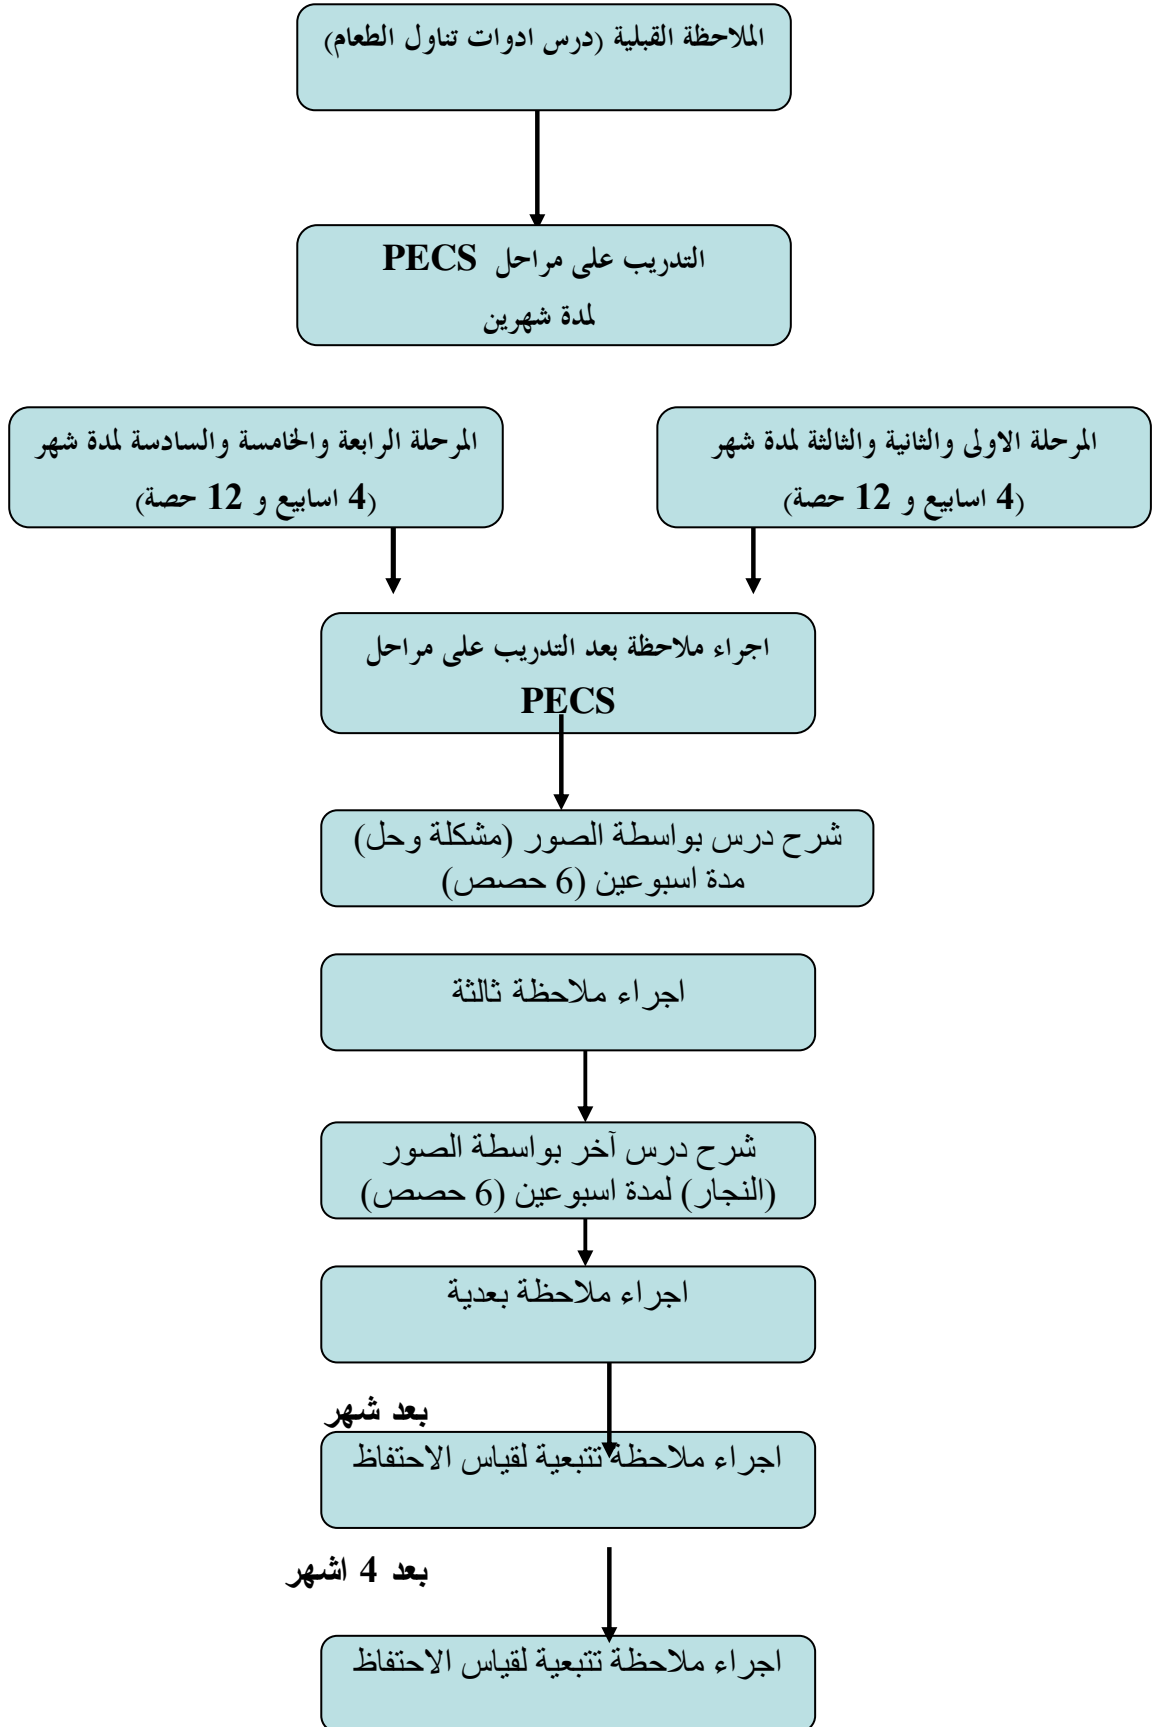 الملاحظة القبلية (درس ادوات تناول الطعام)
التدريب على مراحل PECS
لمدة شهرين
المرحلة الاولى والثانية والثالثة لمدة شهر
(4 اسابيع و 12 حصة)
المرحلة الرابعة والخامسة والسادسة لمدة شهر
(4 اسابيع و 12 حصة)
اجراء ملاحظة بعد التدريب على مراحل
PECS
شرح درس بواسطة الصور (مشكلة وحل)
مدة اسبوعين (6 حصص)
اجراء ملاحظة ثالثة
شرح درس آخر بواسطة الصور
(النجار) لمدة اسبوعين (6 حصص)
اجراء ملاحظة بعدية
بعد شهر
اجراء ملاحظة تتبعية لقياس الاحتفاظ
بعد 4 اشهر
اجراء ملاحظة تتبعية لقياس الاحتفاظ